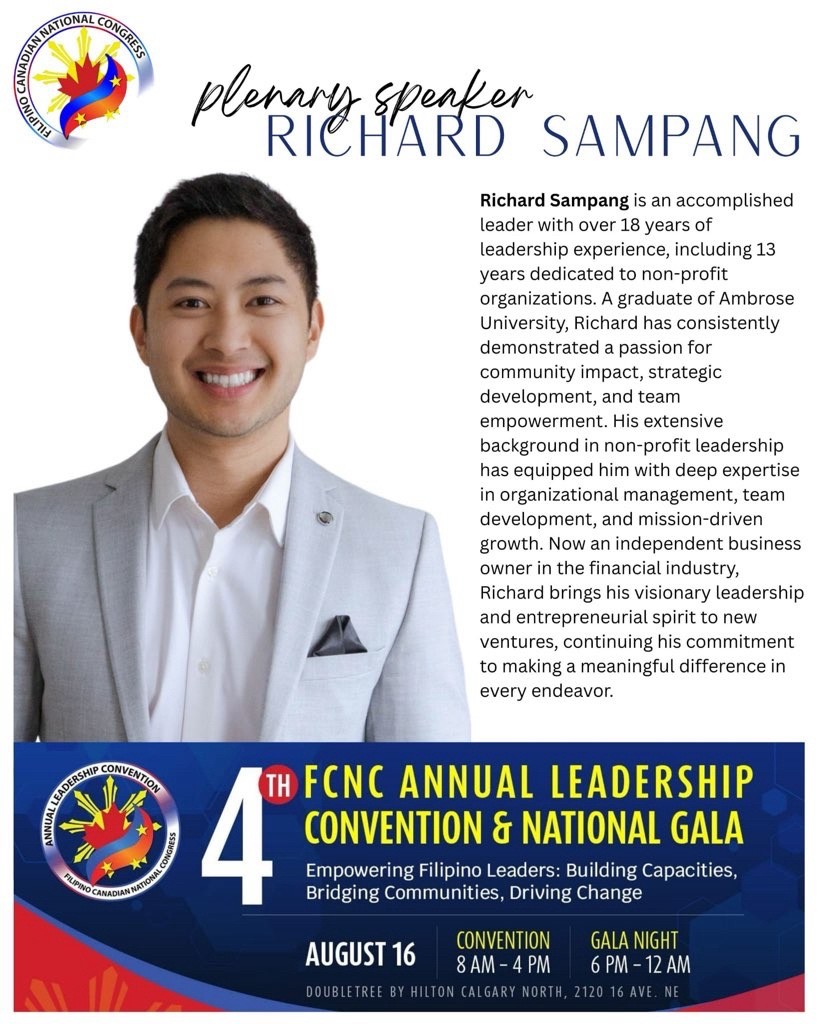 FILIPINO CANADIAN NATIONAL CONGRESS
plenary speaker
RICHARD SAMPANG
Richard Sampang is an accomplished
leader with over 18 years of
leadership experience, including 13
years dedicated to non-profit
organizations. A graduate of Ambrose
University, Richard has consistently
demonstrated a passion for
community impact, strategic
development, and team
empowerment. His extensive
background in non-profit leadership
has equipped him with deep expertise
in organizational management, team
development, and mission-driven
growth. Now an independent business
owner in the financial industry,
Richard brings his visionary leadership
and entrepreneurial spirit to new
ventures, continuing his commitment
to making a meaningful difference in
every endeavor.
ANNUAL LEADERSHIP CONVENTION
FILIPINO CANADIAN NATIONAL CONGRESS
4TH FCNC ANNUAL LEADERSHIP
CONVENTION & NATIONAL GALA
Empowering Filipino Leaders: Building Capacities,
Bridging Communities, Driving Change
AUGUST 16
CONVENTION
8 AM – 4 PM
GALA NIGHT
6 PM – 12 AM
DOUBLETREE BY HILTON CALGARY NORTH, 2120 16 AVE. NE